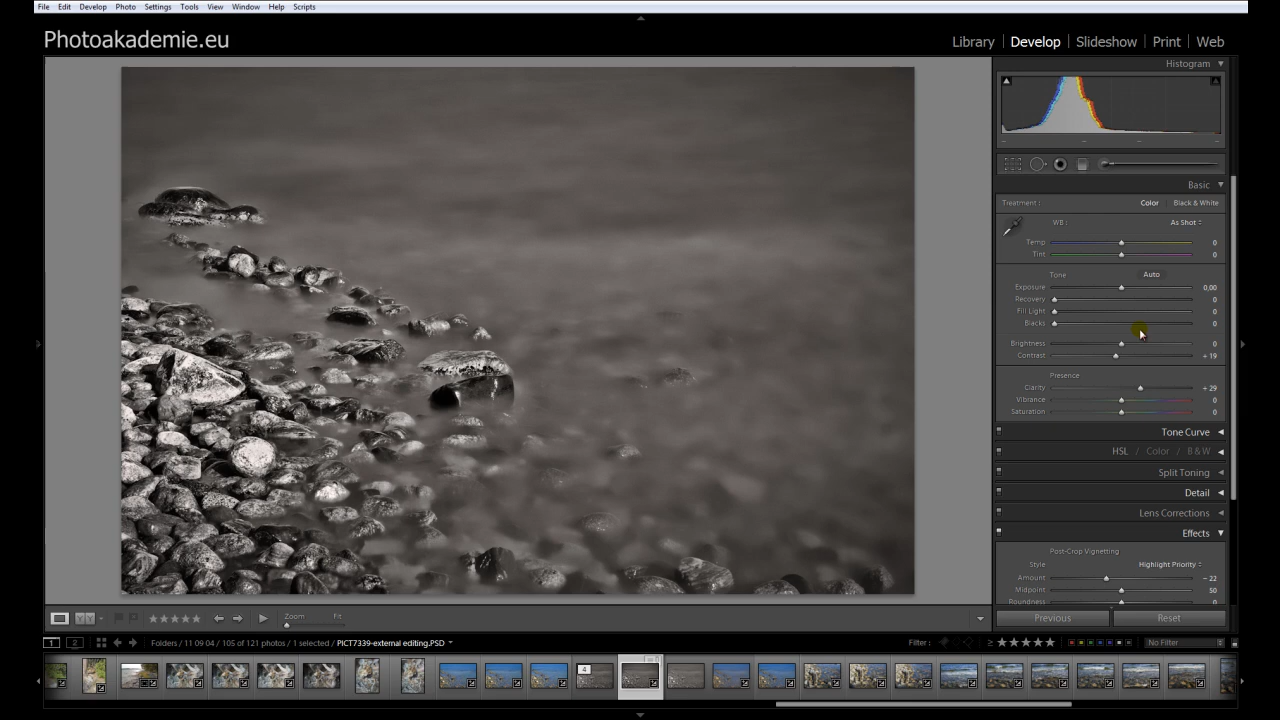 File Edit Develop Photo Settings Tools View Window Help Scripts
Photoakademie.eu
Library | Develop | Slideshow | Print | Web
Histogram
Basic
Treatment : Color Black & White
WB : As Shot
Temp 0
Tint 0
Tone Auto
Exposure 0,00
Recovery 0
Fill Light 0
Blacks 0
Brightness 0
Contrast + 19
Presence
Clarity + 29
Vibrance 0
Saturation 0
Tone Curve
HSL / Color / B & W
Split Toning
Detail
Lens Corrections
Effects
Post-Crop Vignetting
Style Highlight Priority
Amount − 22
Midpoint 50
Roundness 0
Previous Reset
Zoom Fit
1 2 Folders / 11 09 04 / 105 of 121 photos / 1 selected / PICT7339-external editing.PSD
Filter : ≥ No Filter
4